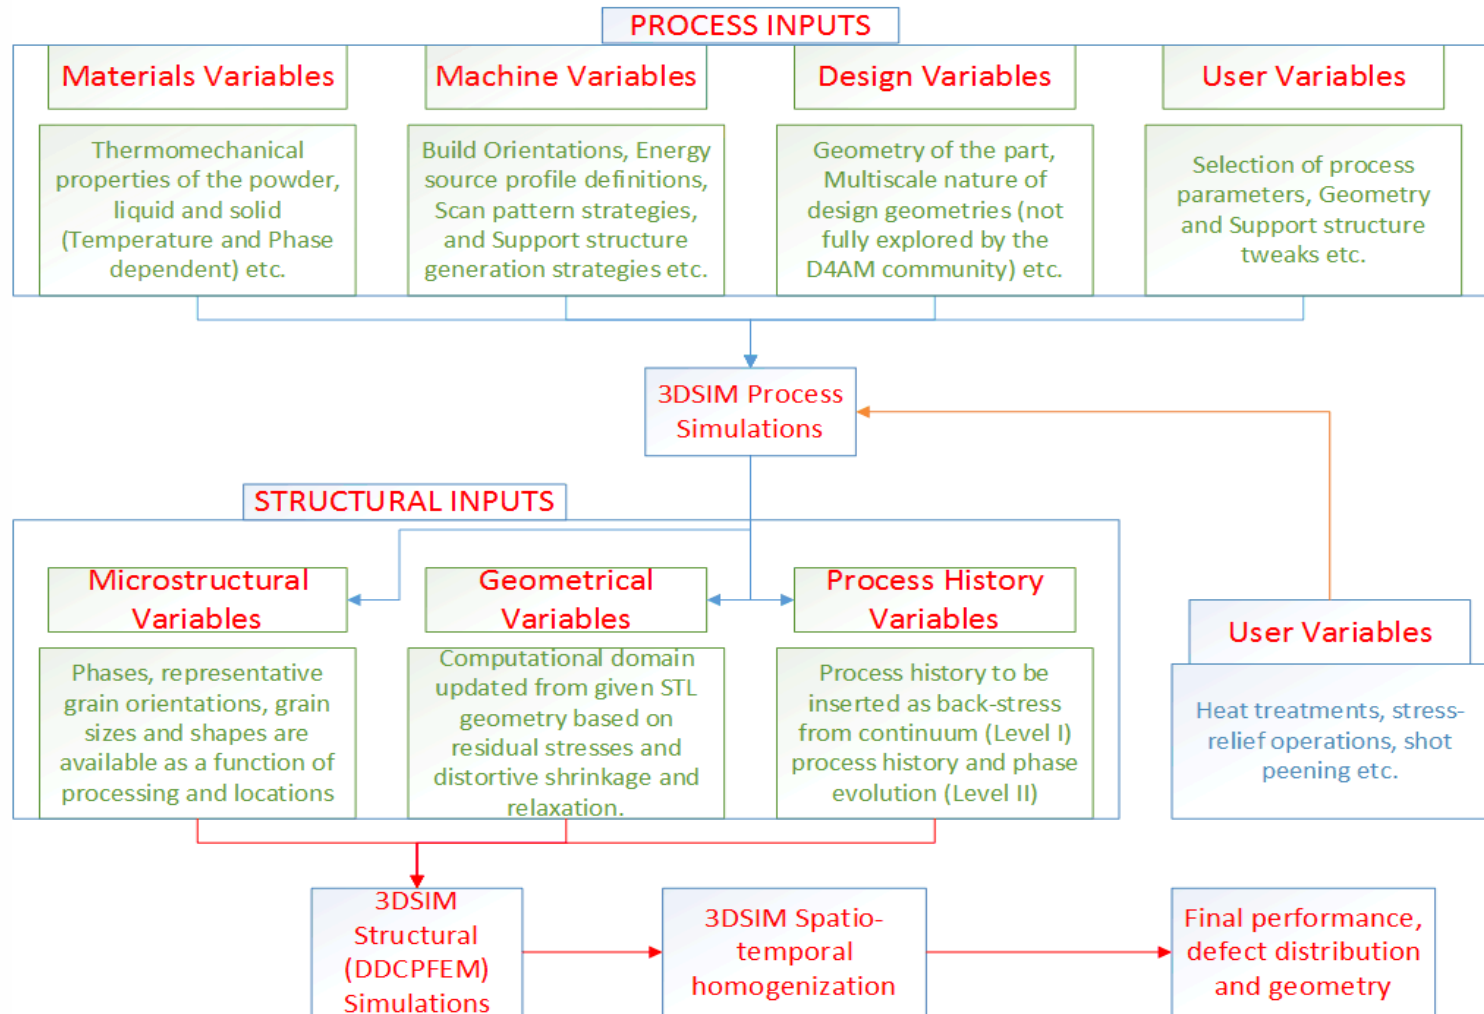 PROCESS INPUTS
Materials Variables
Thermomechanical
properties of the powder,
liquid and solid
(Temperature and Phase
dependent) etc.
Machine Variables
Build Orientations, Energy
source profile definitions,
Scan pattern strategies,
and Support structure
generation strategies etc.
Design Variables
Geometry of the part,
Multiscale nature of
design geometries (not
fully explored by the
D4AM community) etc.
User Variables
Selection of process
parameters, Geometry
and Support structure
tweaks etc.
3DSIM Process
Simulations
STRUCTURAL INPUTS
Microstructural
Variables
Phases, representative
grain orientations, grain
sizes and shapes are
available as a function of
processing and locations
Geometrical
Variables
Computational domain
updated from given STL
geometry based on
residual stresses and
distortive shrinkage and
relaxation.
Process History
Variables
Process history to be
inserted as back-stress
from continuum (Level I)
process history and phase
evolution (Level II)
User Variables
Heat treatments, stress-
relief operations, shot
peening etc.
3DSIM
Structural
(DDCPFEM)
Simulations
3DSIM Spatio-
temporal
homogenization
Final performance,
defect distribution
and geometry